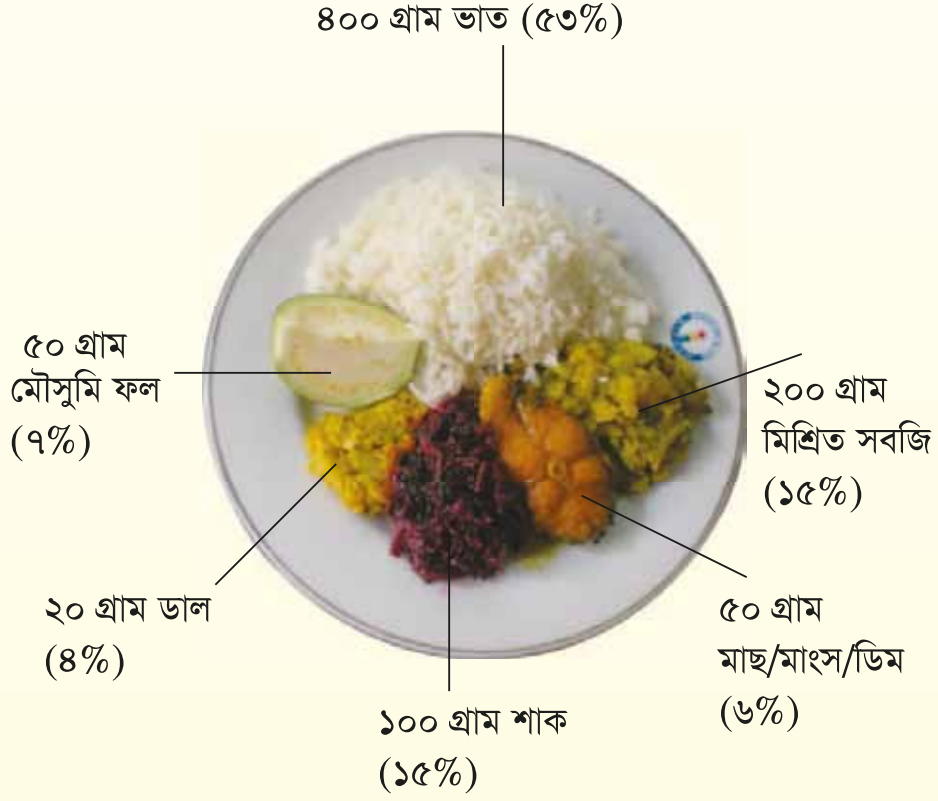 ৪০০ গ্রাম ভাত (৫৩%)
৫০ গ্রাম
মৌসুমি ফল
(৭%)
২০০ গ্রাম
মিশ্রিত সবজি
(১৫%)
২০ গ্রাম ডাল
(৪%)
৫০ গ্রাম
মাছ/মাংস/ডিম
(৬%)
১০০ গ্রাম শাক
(১৫%)